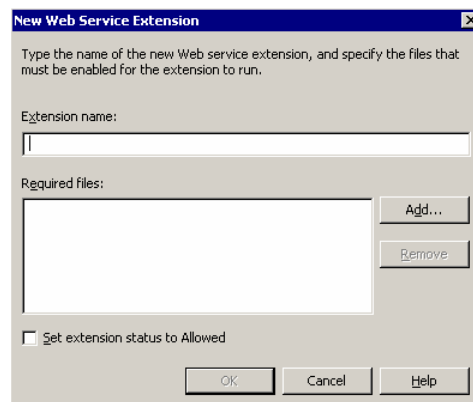 New Web Service Extension
Type the name of the new Web service extension, and specify the files that
must be enabled for the extension to run.
Extension name:
Required files:
Add...
Remove
Set extension status to Allowed
OK Cancel Help